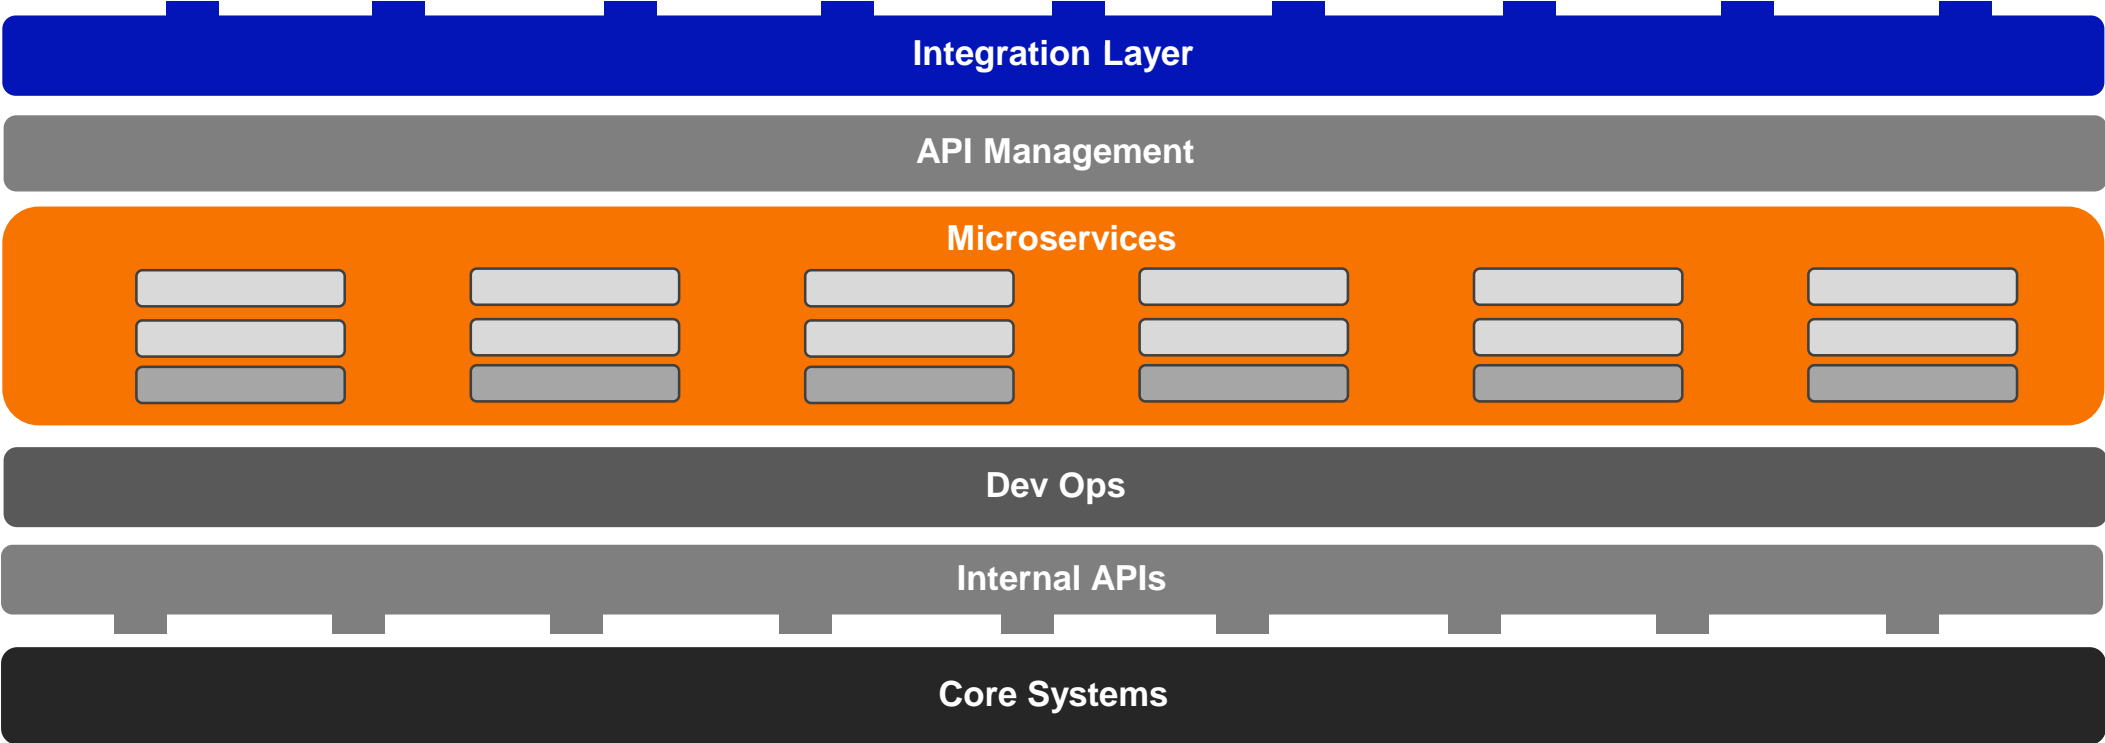 Integration Layer
API Management
Microservices
Dev Ops
Internal APIs
Core Systems